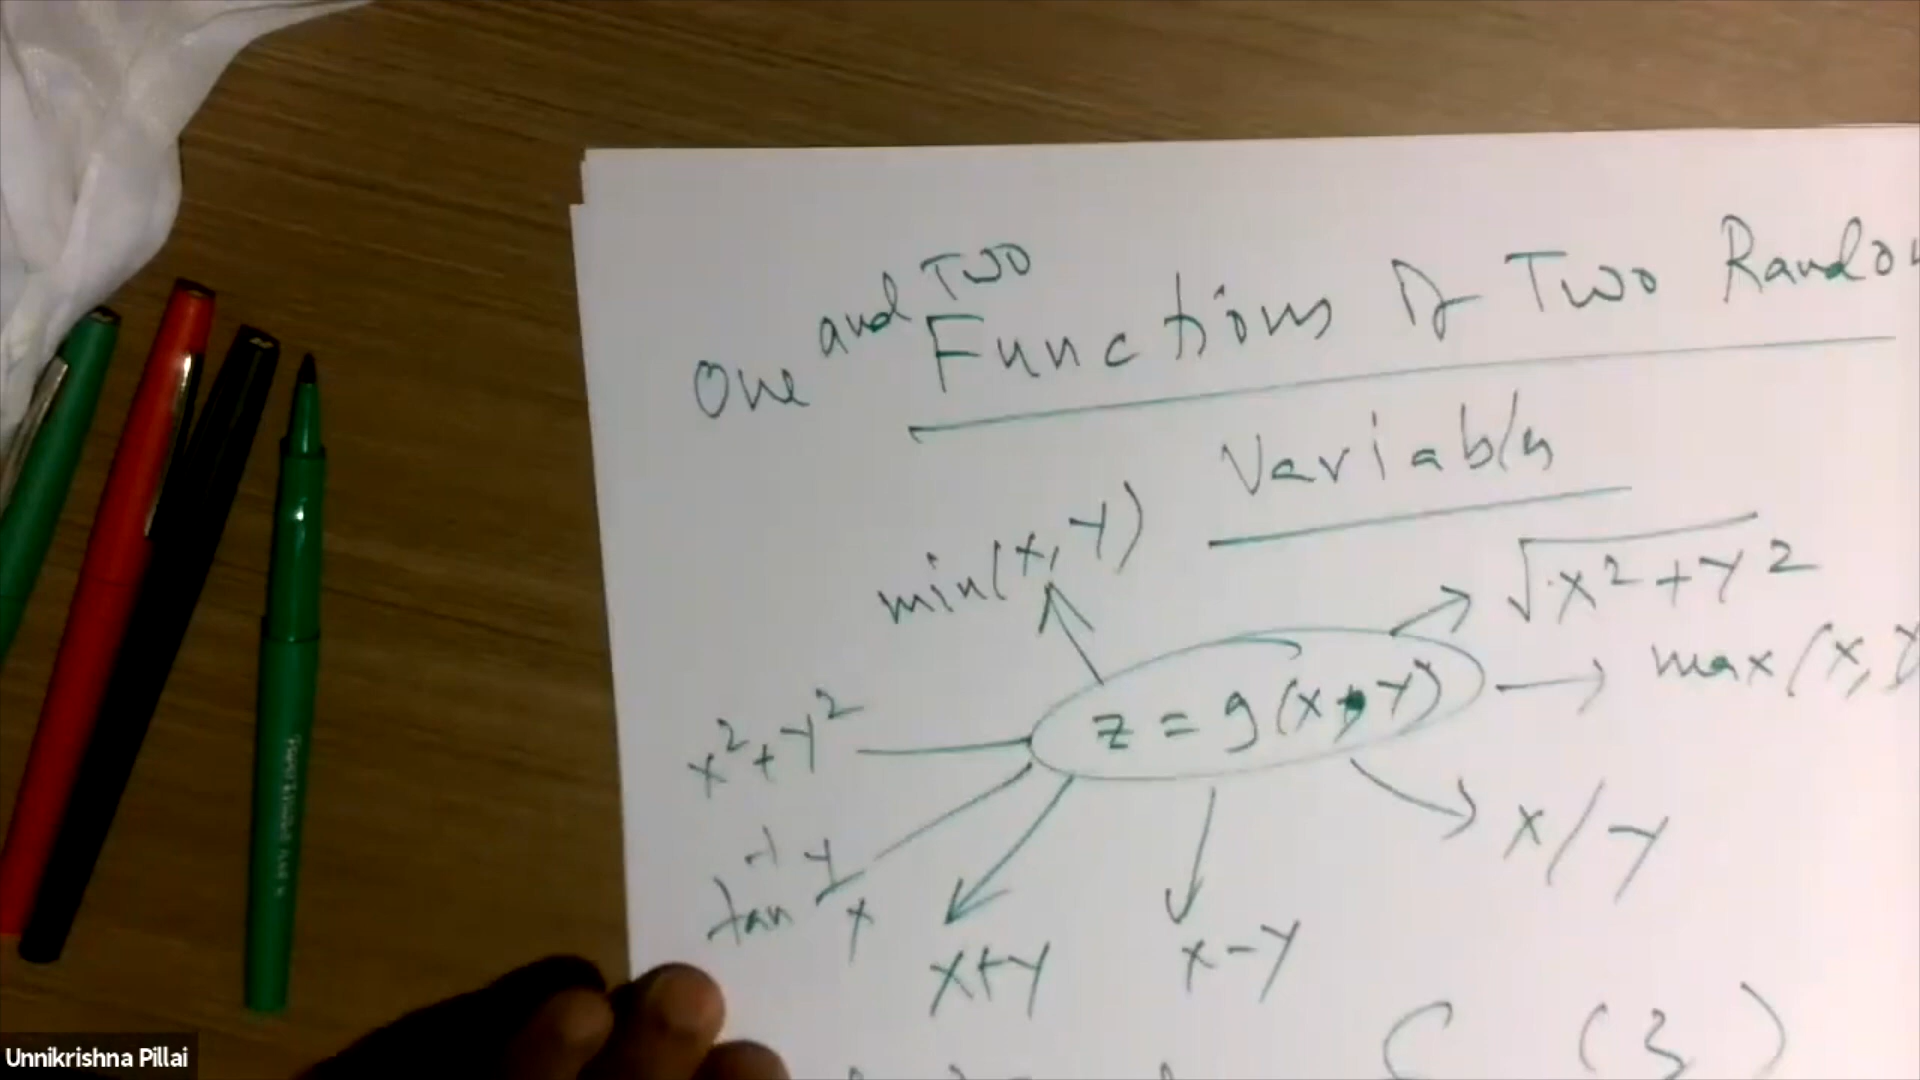 One and Two Functions of Two Random
Variables
min(X, Y)
√X²+Y²
max(X, Y
Z = g(X, Y)
X²+Y²
tan⁻¹ Y/X
X+Y
X-Y
X/Y
(z)
Unnikrishna Pillai